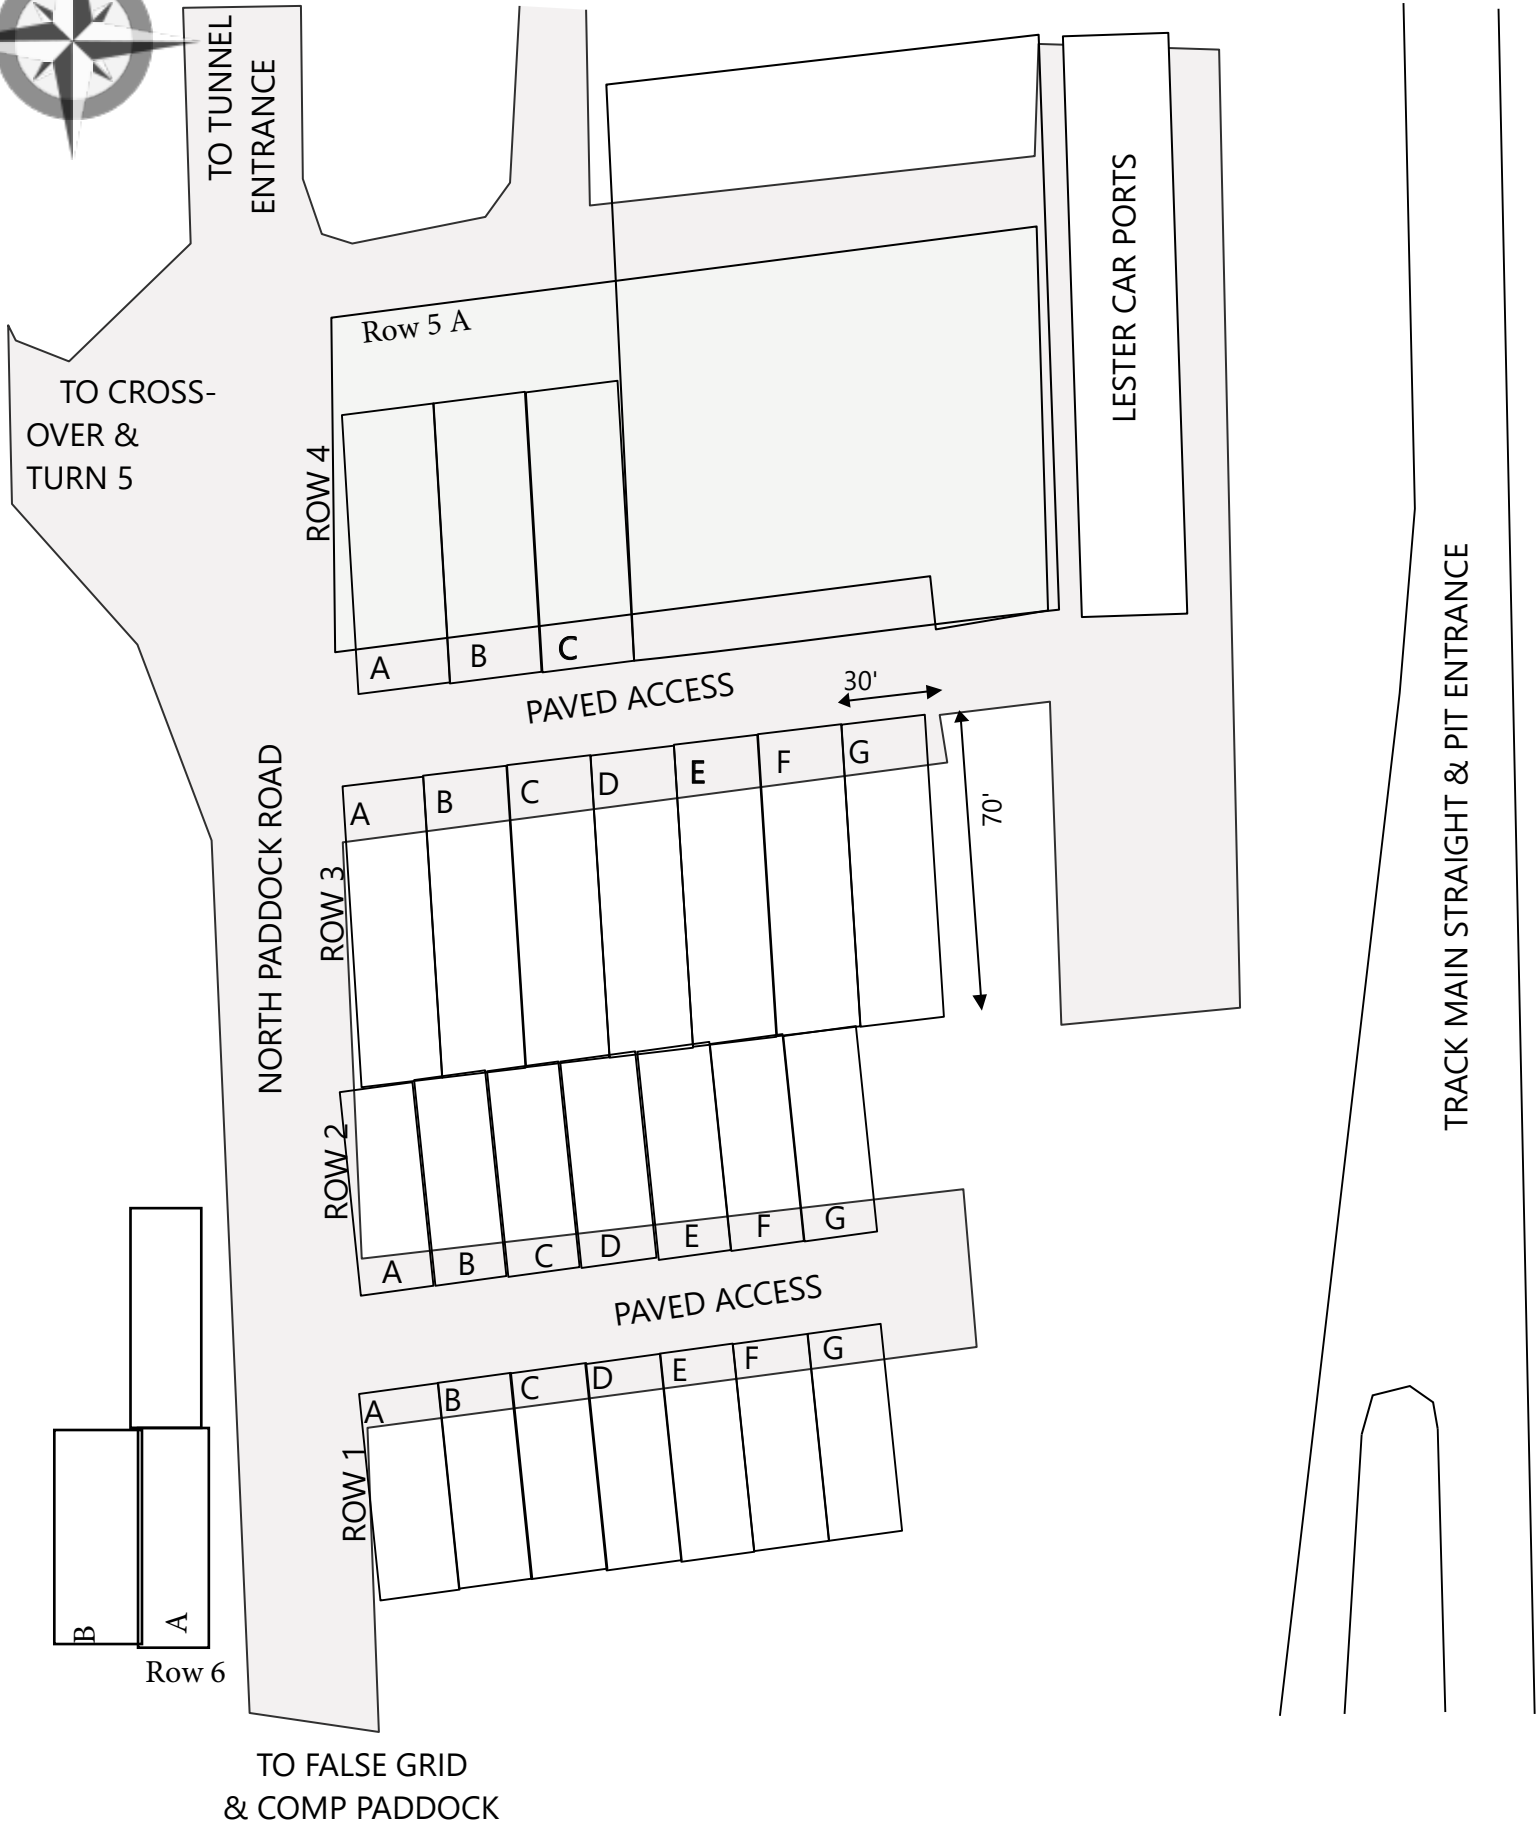 TO TUNNEL
ENTRANCE
LESTER CAR PORTS
Row 5 A
TO CROSS-
OVER &
TURN 5
ROW 4
A B C
PAVED ACCESS
30'
70'
TRACK MAIN STRAIGHT & PIT ENTRANCE
NORTH PADDOCK ROAD
A B C D E F G
ROW 3
ROW 2
A B C D E F G
PAVED ACCESS
A B C D E F G
ROW 1
B A
Row 6
TO FALSE GRID
& COMP PADDOCK